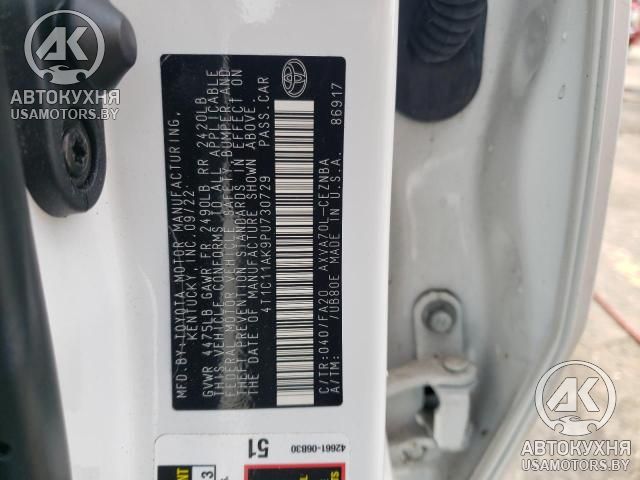 АК
АВТОКУХНЯ
USAMOTORS.BY
MFD. BY: TOYOTA MOTOR MANUFACTURING,
KENTUCKY, INC. 09/22
GVWR 4475LB GAWR FR 2490LB RR 2420LB
THIS VEHICLE CONFORMS TO ALL APPLICABLE
FEDERAL MOTOR VEHICLE SAFETY, BUMPER, AND
THEFT PREVENTION STANDARDS IN EFFECT ON
THE DATE OF MANUFACTURE SHOWN ABOVE.
4T1C11AK9PU730729 PASS. CAR
C/TR: 040/FA20 AXVA70L-CEZNBA
A/TM: /UB80E MADE IN U.S.A. 86917
42661-06B30
51
АК
АВТОКУХНЯ
USAMOTORS.BY